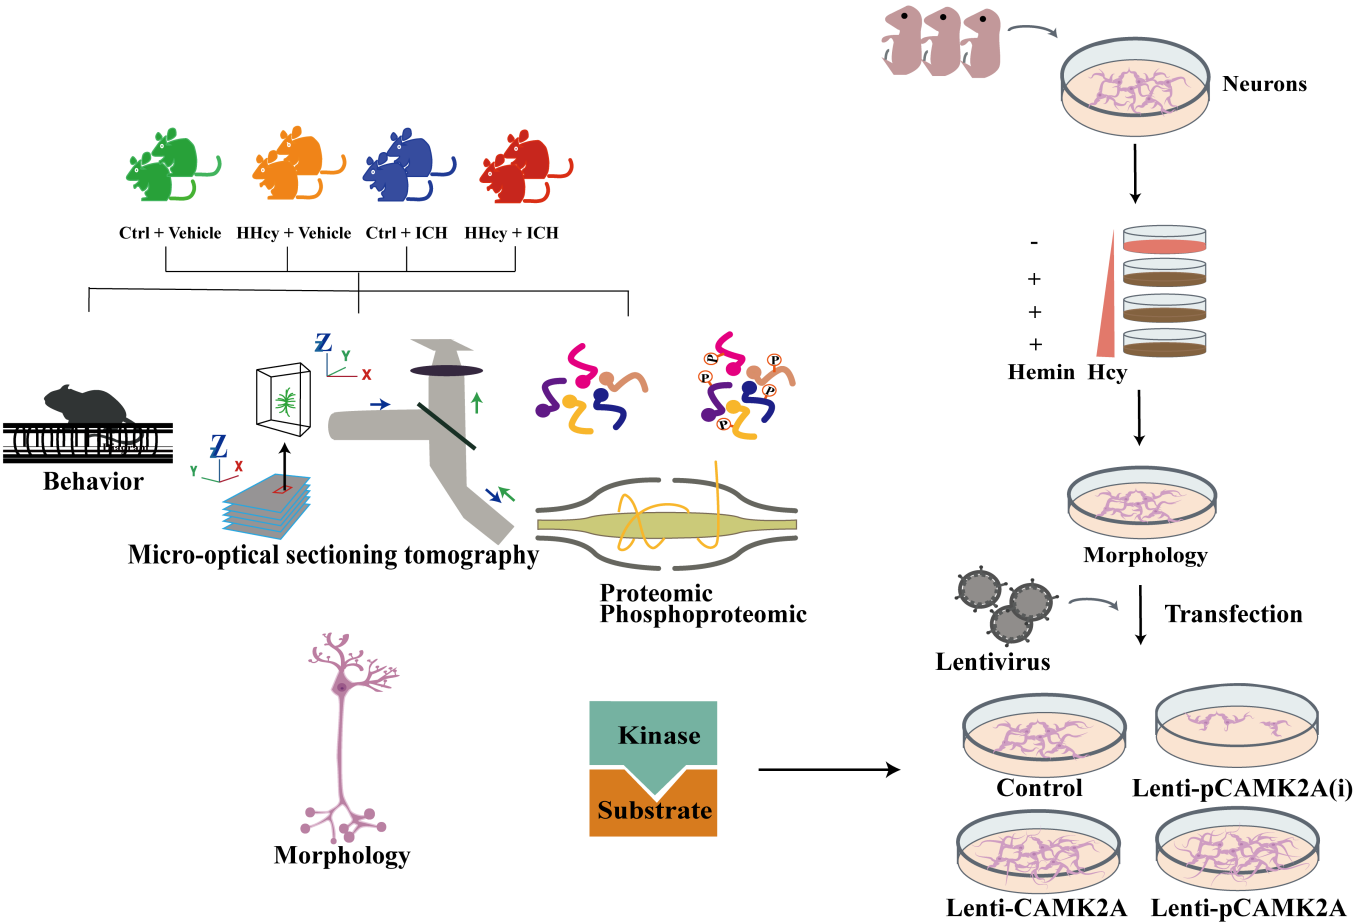 Neurons
Ctrl + Vehicle
HHcy + Vehicle
Ctrl + ICH
HHcy + ICH
-
+
+
+
Hemin
Hcy
Z
Y
X
Z
Y
X
P
P
P
P
P
Behavior
Micro-optical sectioning tomography
Proteomic
Phosphoproteomic
Morphology
Lentivirus
Transfection
Morphology
Kinase
Substrate
Control
Lenti-pCAMK2A(i)
Lenti-CAMK2A
Lenti-pCAMK2A